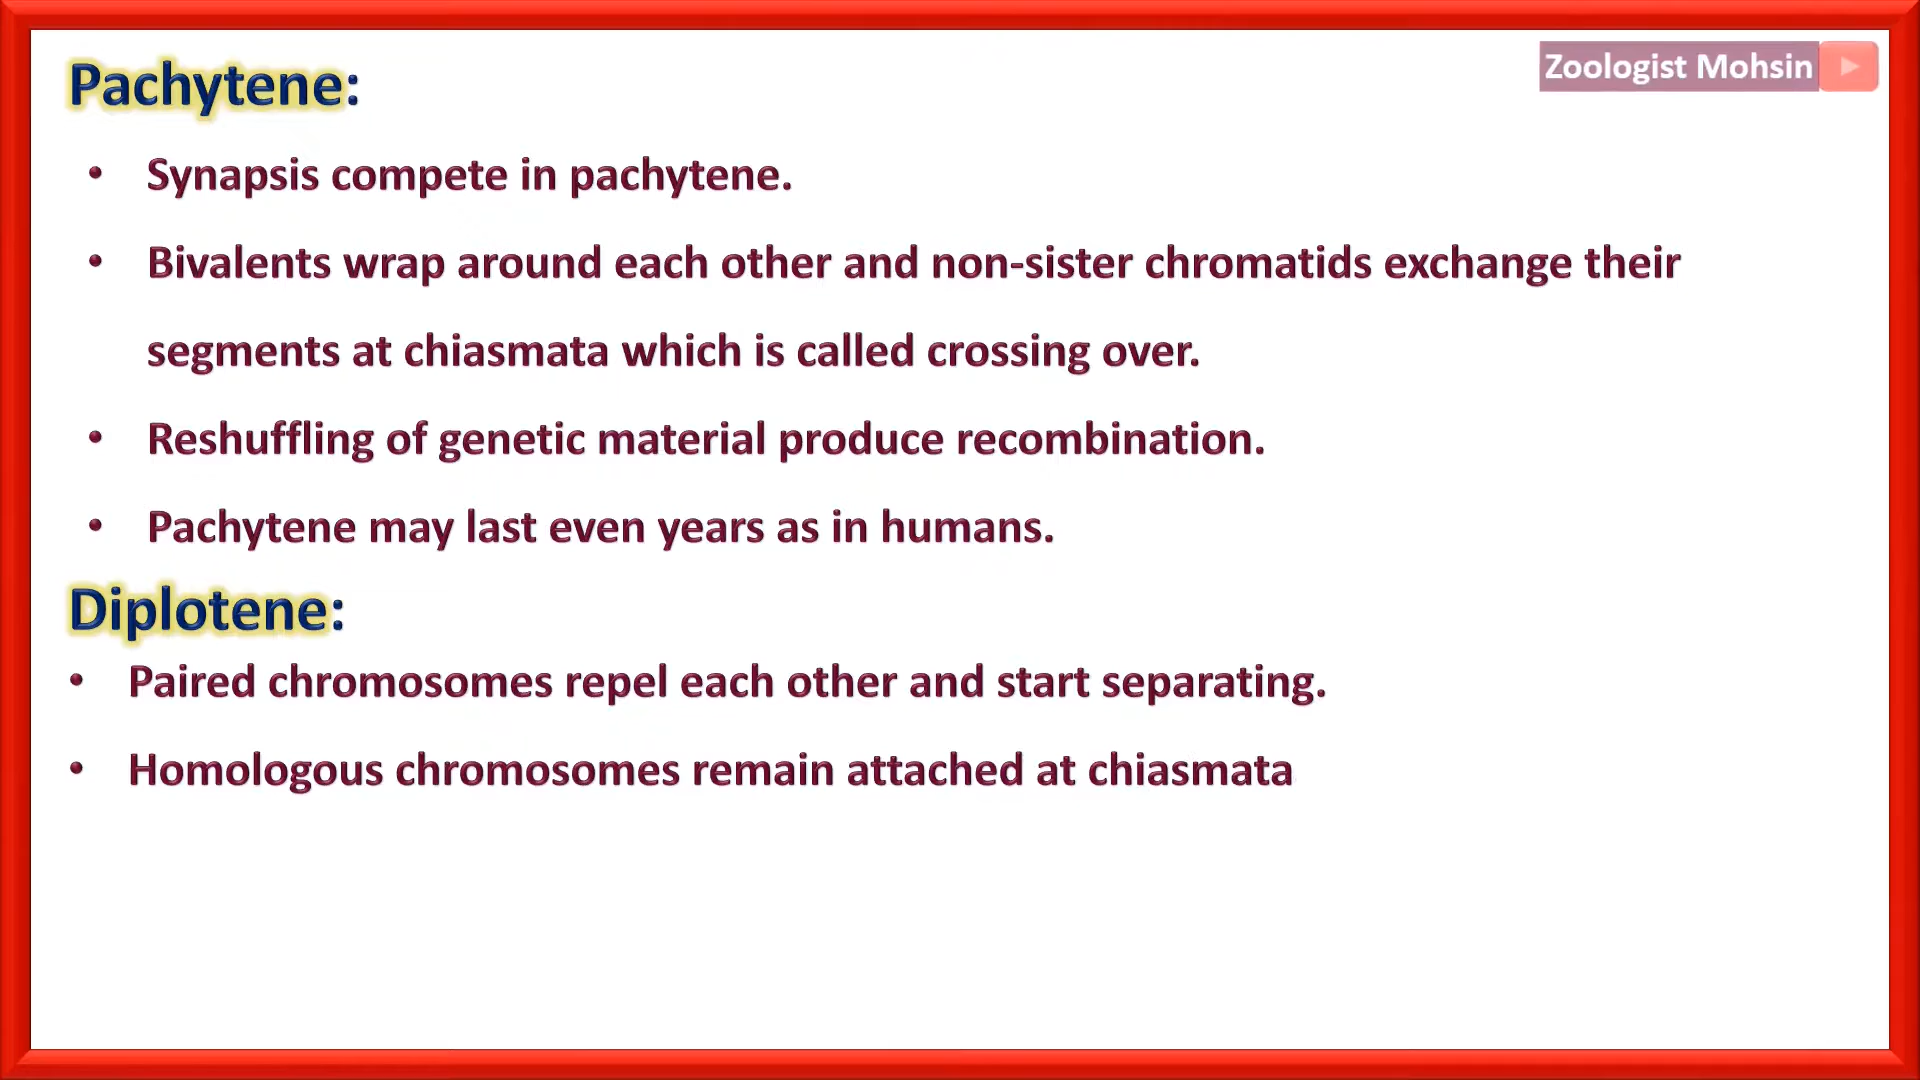 Pachytene:
Zoologist Mohsin
• Synapsis compete in pachytene.
• Bivalents wrap around each other and non-sister chromatids exchange their
segments at chiasmata which is called crossing over.
• Reshuffling of genetic material produce recombination.
• Pachytene may last even years as in humans.
Diplotene:
• Paired chromosomes repel each other and start separating.
• Homologous chromosomes remain attached at chiasmata